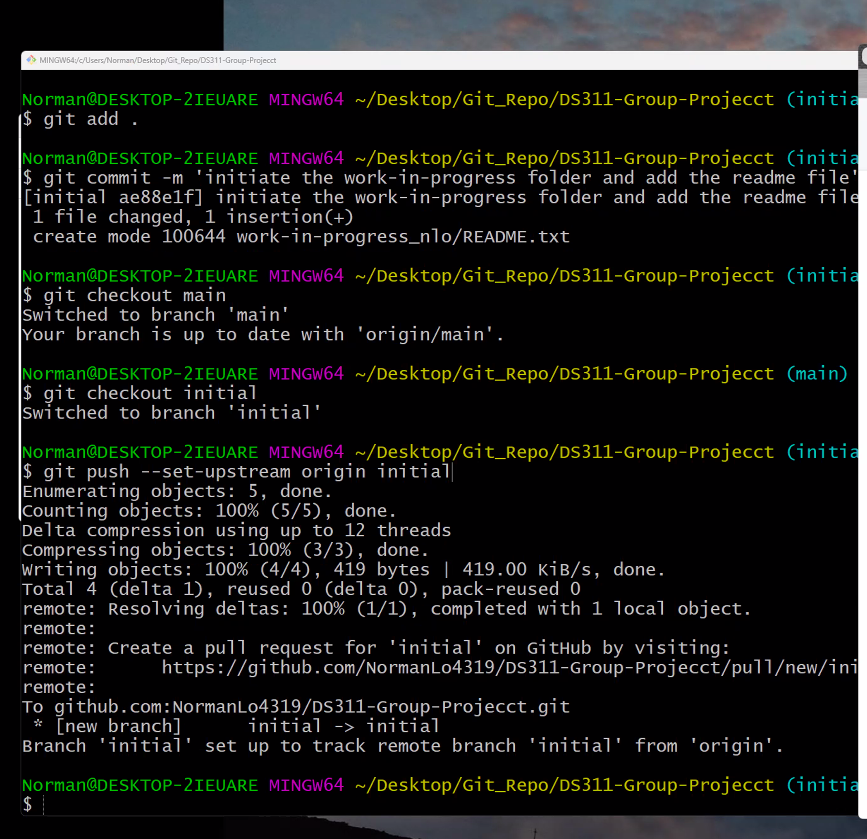 MINGW64:/c/Users/Norman/Desktop/Git_Repo/DS311-Group-Projecct
Norman@DESKTOP-2IEUARE MINGW64 ~/Desktop/Git_Repo/DS311-Group-Projecct (initia
$ git add .
Norman@DESKTOP-2IEUARE MINGW64 ~/Desktop/Git_Repo/DS311-Group-Projecct (initia
$ git commit -m 'initiate the work-in-progress folder and add the readme file'
[initial ae88e1f] initiate the work-in-progress folder and add the readme file
1 file changed, 1 insertion(+)
create mode 100644 work-in-progress_nlo/README.txt
Norman@DESKTOP-2IEUARE MINGW64 ~/Desktop/Git_Repo/DS311-Group-Projecct (initia
$ git checkout main
Switched to branch 'main'
Your branch is up to date with 'origin/main'.
Norman@DESKTOP-2IEUARE MINGW64 ~/Desktop/Git_Repo/DS311-Group-Projecct (main)
$ git checkout initial
Switched to branch 'initial'
Norman@DESKTOP-2IEUARE MINGW64 ~/Desktop/Git_Repo/DS311-Group-Projecct (initia
$ git push --set-upstream origin initial
Enumerating objects: 5, done.
Counting objects: 100% (5/5), done.
Delta compression using up to 12 threads
Compressing objects: 100% (3/3), done.
Writing objects: 100% (4/4), 419 bytes | 419.00 KiB/s, done.
Total 4 (delta 1), reused 0 (delta 0), pack-reused 0
remote: Resolving deltas: 100% (1/1), completed with 1 local object.
remote:
remote: Create a pull request for 'initial' on GitHub by visiting:
remote:      https://github.com/NormanLo4319/DS311-Group-Projecct/pull/new/ini
remote:
To github.com:NormanLo4319/DS311-Group-Projecct.git
* [new branch]      initial -> initial
Branch 'initial' set up to track remote branch 'initial' from 'origin'.
Norman@DESKTOP-2IEUARE MINGW64 ~/Desktop/Git_Repo/DS311-Group-Projecct (initia
$